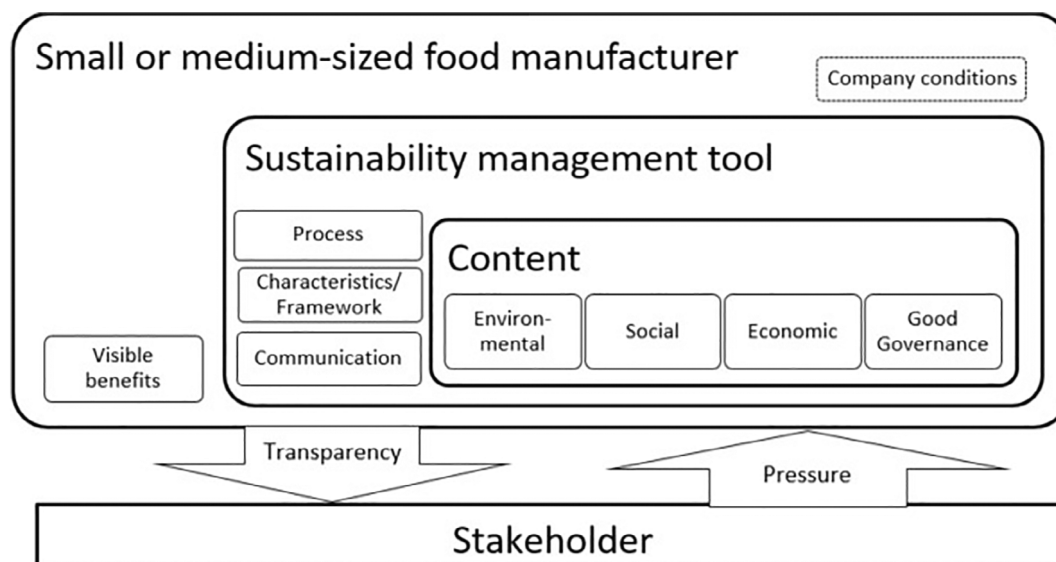 Small or medium-sized food manufacturer
Company conditions
Sustainability management tool
Process
Characteristics/
Framework
Communication
Content
Environ-
mental
Social
Economic
Good
Governance
Visible
benefits
Transparency
Pressure
Stakeholder